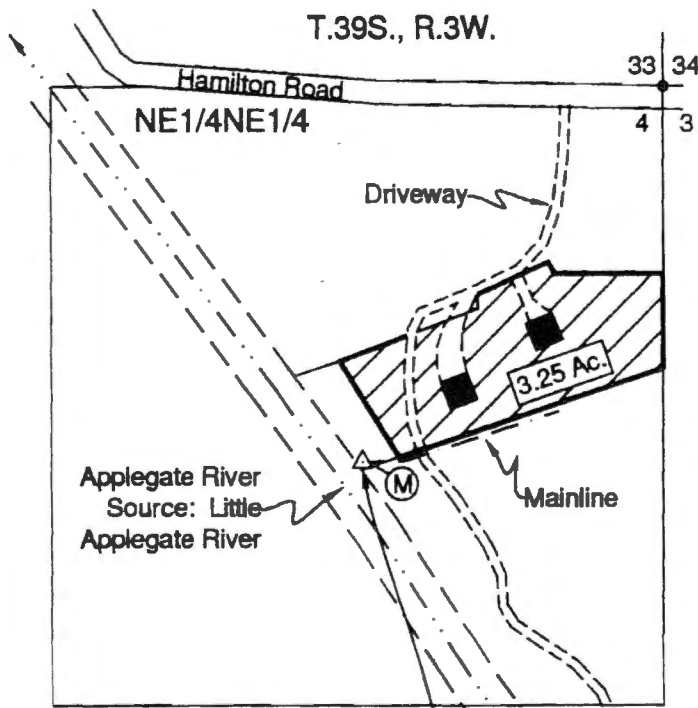 T.39S., R.3W.
33 34
Hamilton Road
NE1/4NE1/4
4 3
Driveway
3.25 Ac.
M
Mainline
Applegate River
Source: Little
Applegate River